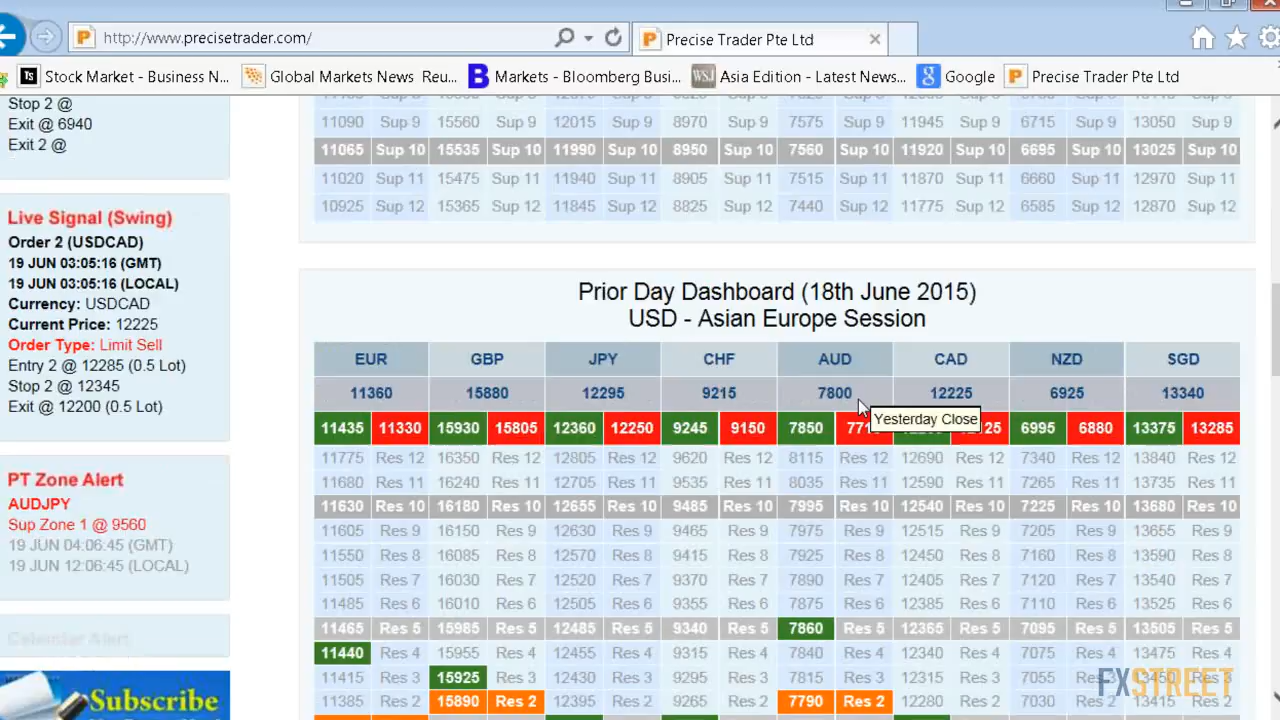 http://www.precisetrader.com/
Precise Trader Pte Ltd
Stock Market - Business N...
Global Markets News Reu...
Markets - Bloomberg Busi...
Asia Edition - Latest News...
Google
Precise Trader Pte Ltd
Stop 2 @
Exit @ 6940
Exit 2 @
Live Signal (Swing)
Order 2 (USDCAD)
19 JUN 03:05:16 (GMT)
19 JUN 03:05:16 (LOCAL)
Currency: USDCAD
Current Price: 12225
Order Type: Limit Sell
Entry 2 @ 12285 (0.5 Lot)
Stop 2 @ 12345
Exit @ 12200 (0.5 Lot)
PT Zone Alert
AUDJPY
Sup Zone 1 @ 9560
19 JUN 04:06:45 (GMT)
19 JUN 12:06:45 (LOCAL)
Calendar Alert
Subscribe
11090 Sup 9 15560 Sup 9 12015 Sup 9 8970 Sup 9 7575 Sup 9 11945 Sup 9 6715 Sup 9 13050 Sup 9
11065 Sup 10 15535 Sup 10 11990 Sup 10 8950 Sup 10 7560 Sup 10 11920 Sup 10 6695 Sup 10 13025 Sup 10
11020 Sup 11 15475 Sup 11 11940 Sup 11 8905 Sup 11 7515 Sup 11 11870 Sup 11 6660 Sup 11 12970 Sup 11
10925 Sup 12 15365 Sup 12 11845 Sup 12 8825 Sup 12 7440 Sup 12 11775 Sup 12 6585 Sup 12 12870 Sup 12
Prior Day Dashboard (18th June 2015)
USD - Asian Europe Session
EUR GBP JPY CHF AUD CAD NZD SGD
11360 15880 12295 9215 7800 12225 6925 13340
Yesterday Close
11435 11330 15930 15805 12360 12250 9245 9150 7850 6995 6880 13375 13285
11775 Res 12 16350 Res 12 12805 Res 12 9620 Res 12 8115 Res 12 12690 Res 12 7340 Res 12 13840 Res 12
11680 Res 11 16240 Res 11 12705 Res 11 9535 Res 11 8035 Res 11 12590 Res 11 7265 Res 11 13735 Res 11
11630 Res 10 16180 Res 10 12655 Res 10 9485 Res 10 7995 Res 10 12540 Res 10 7225 Res 10 13680 Res 10
11605 Res 9 16150 Res 9 12630 Res 9 9465 Res 9 7975 Res 9 12515 Res 9 7205 Res 9 13655 Res 9
11550 Res 8 16085 Res 8 12570 Res 8 9415 Res 8 7925 Res 8 12450 Res 8 7160 Res 8 13590 Res 8
11505 Res 7 16030 Res 7 12520 Res 7 9370 Res 7 7890 Res 7 12405 Res 7 7120 Res 7 13540 Res 7
11485 Res 6 16010 Res 6 12505 Res 6 9355 Res 6 7875 Res 6 12385 Res 6 7110 Res 6 13525 Res 6
11465 Res 5 15985 Res 5 12485 Res 5 9340 Res 5 7860 Res 5 12365 Res 5 7095 Res 5 13505 Res 5
11440 Res 4 15955 Res 4 12455 Res 4 9315 Res 4 7840 Res 4 12340 Res 4 7075 Res 4 13475 Res 4
11415 Res 3 15925 Res 3 12430 Res 3 9295 Res 3 7815 Res 3 12315 Res 3 7055 Res 3 13450 Res 3
11385 Res 2 15890 Res 2 12395 Res 2 9265 Res 2 7790 Res 2 12280 Res 2 7030 Res 2 13415 Res 2
FXSTREET